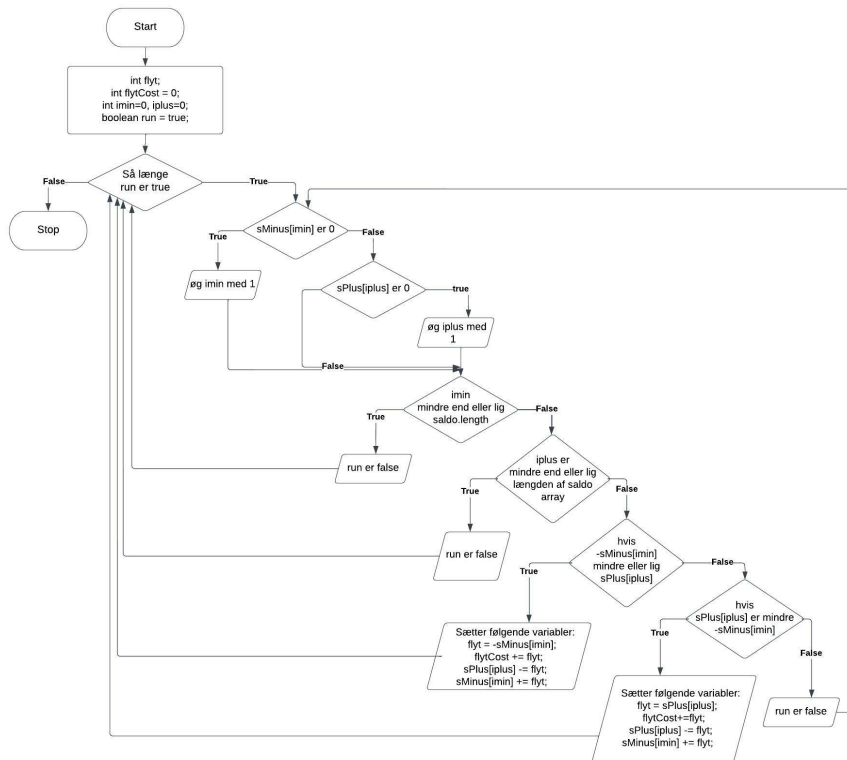 Start
int flyt;
int flytCost = 0;
int imin=0, iplus=0;
boolean run = true;
Så længe
run er true
False
True
Stop
sMinus[imin] er 0
True
False
øg imin med 1
sPlus[iplus] er 0
true
øg iplus med
1
False
imin
mindre end eller lig
saldo.length
True
False
run er false
iplus er
mindre end eller lig
længden af saldo
array
True
False
run er false
hvis
-sMinus[imin]
mindre eller lig
sPlus[iplus]
True
False
Sætter følgende variabler:
flyt = -sMinus[imin];
flytCost += flyt;
sPlus[iplus] -= flyt;
sMinus[imin] += flyt;
hvis
sPlus[iplus] er mindre
-sMinus[imin]
True
False
Sætter følgende variabler:
flyt = sPlus[iplus];
flytCost+=flyt;
sPlus[iplus] -= flyt;
sMinus[imin] += flyt;
run er false